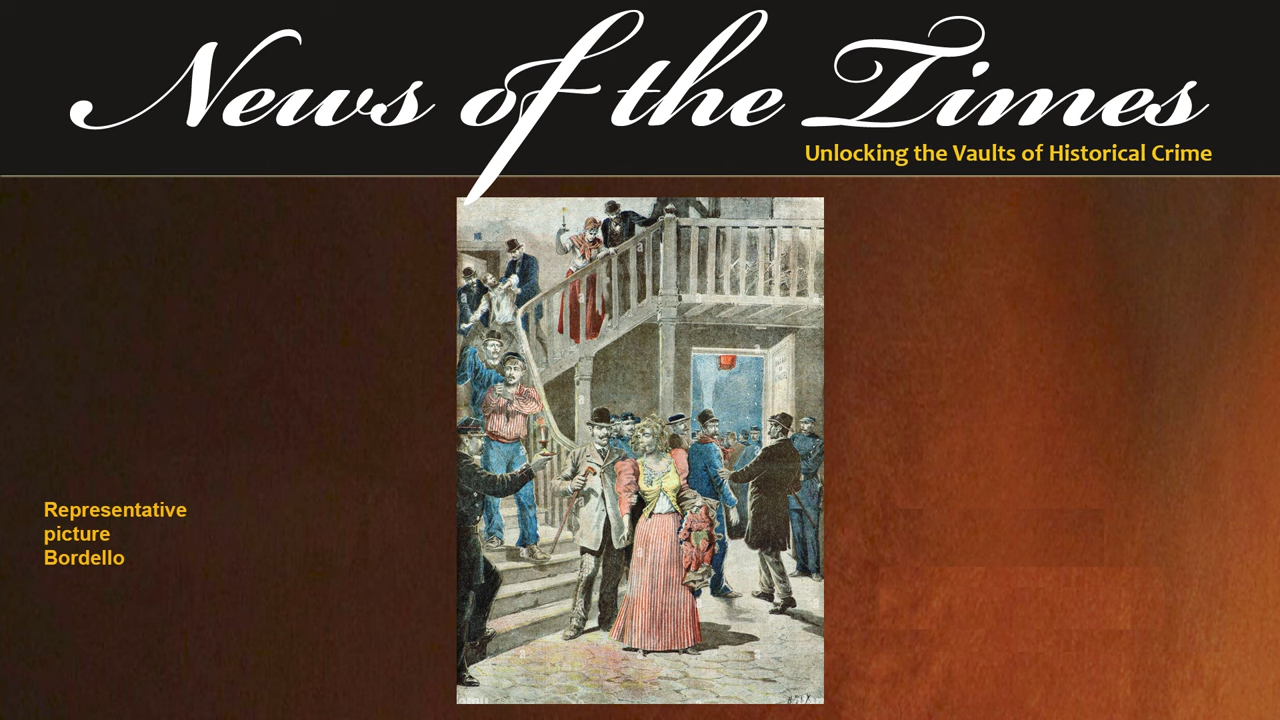 News of the Times
Unlocking the Vaults of Historical Crime
Representative
picture
Bordello